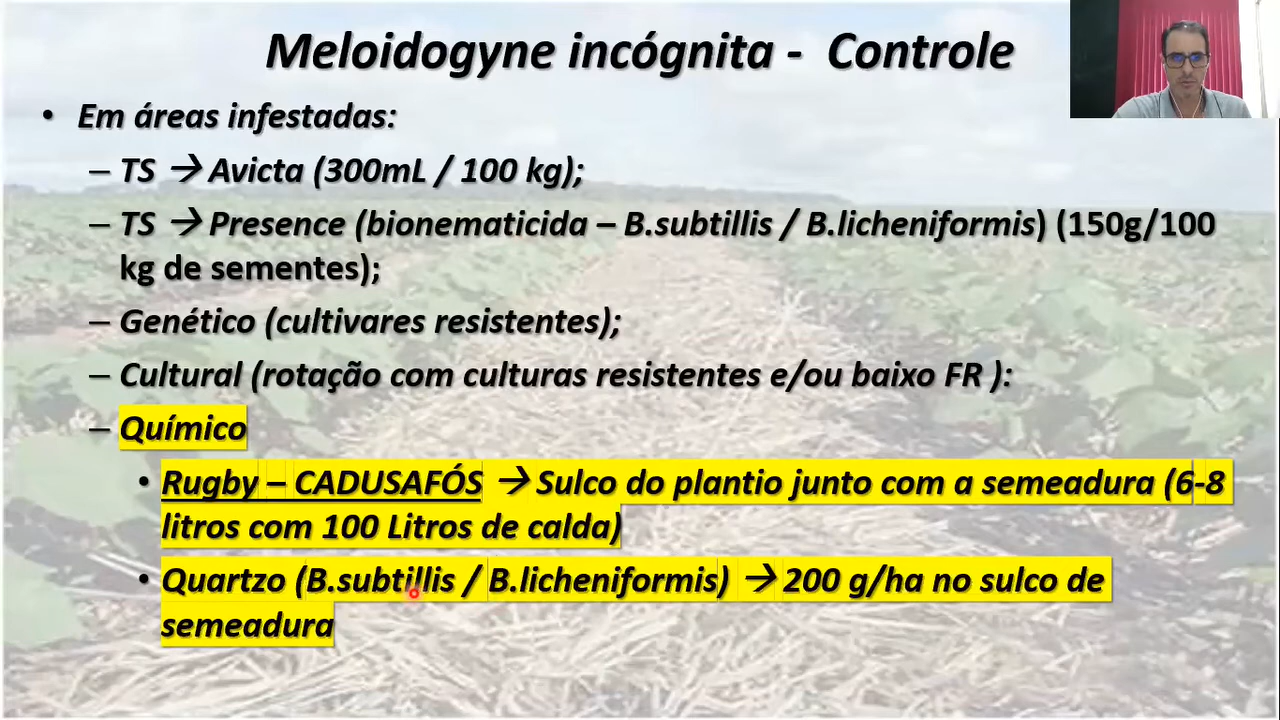 Meloidogyne incógnita - Controle
• Em áreas infestadas:
– TS → Avicta (300mL / 100 kg);
– TS → Presence (bionematicida – B.subtillis / B.licheniformis) (150g/100
kg de sementes);
– Genético (cultivares resistentes);
– Cultural (rotação com culturas resistentes e/ou baixo FR ):
– Químico
• Rugby – CADUSAFÓS → Sulco do plantio junto com a semeadura (6-8
litros com 100 Litros de calda)
• Quartzo (B.subtillis / B.licheniformis) → 200 g/ha no sulco de
semeadura